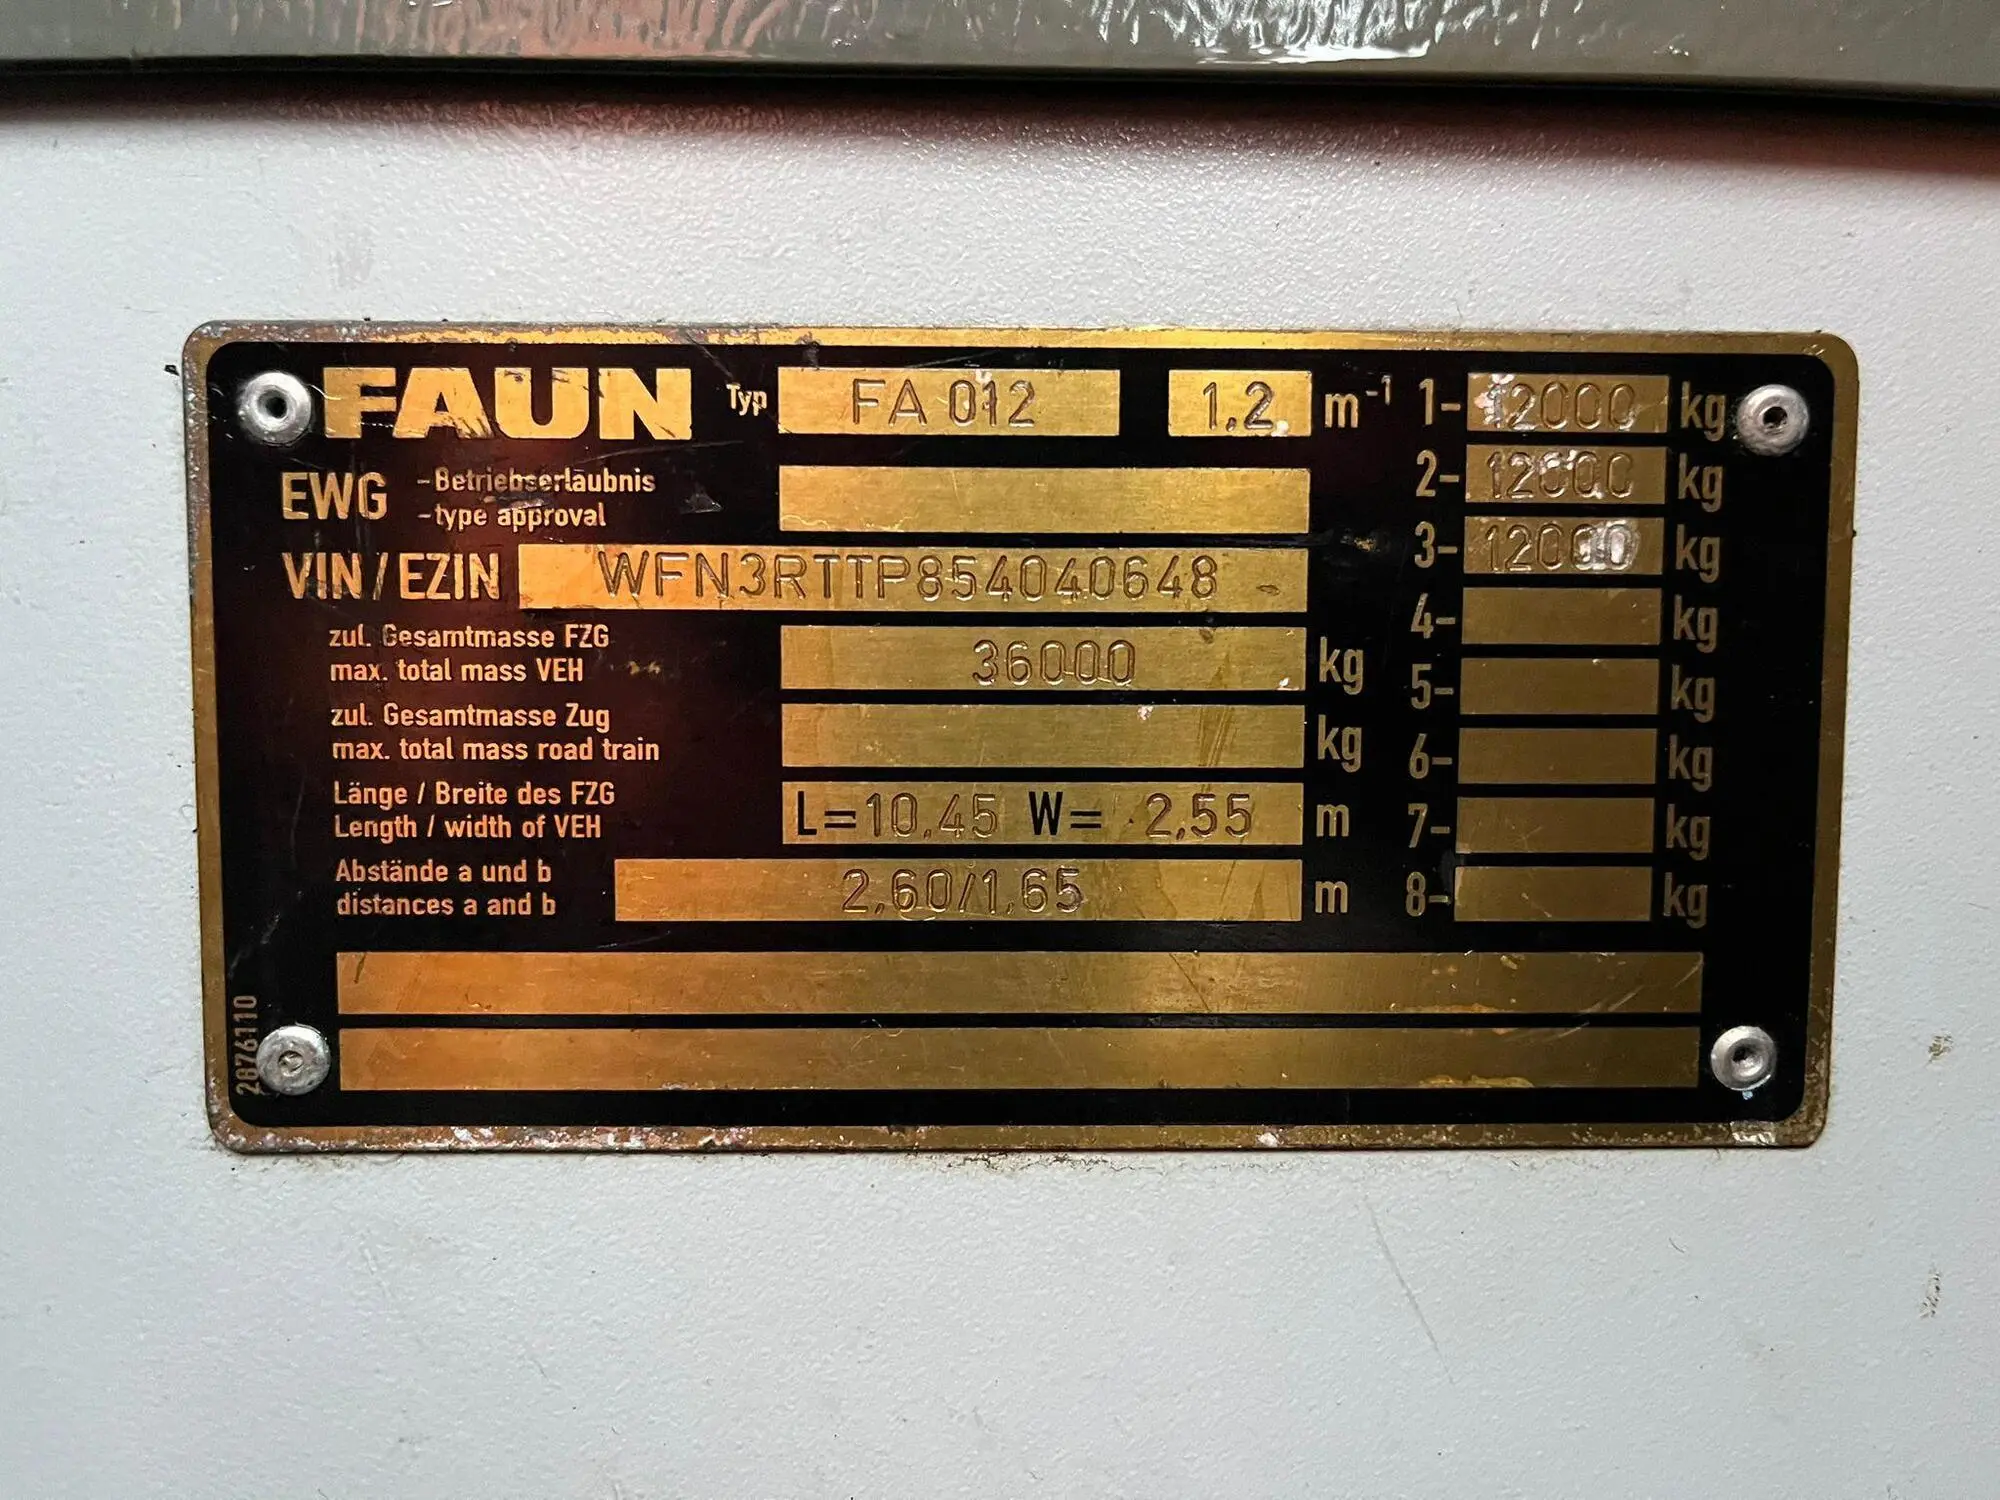 FAUN Typ FA 012 1.2 m⁻¹
EWG -Betriebserlaubnis
-type approval
VIN/EZIN WFN3RTTP854040648
zul. Gesamtmasse FZG
max. total mass VEH 36000 kg
zul. Gesamtmasse Zug
max. total mass road train kg
Länge / Breite des FZG
Length / width of VEH L=10.45 W= 2,55 m
Abstände a und b
distances a and b 2,60/1,65 m
1- 12000 kg
2- 12000 kg
3- 12000 kg
4- kg
5- kg
6- kg
7- kg
8- kg
2876110